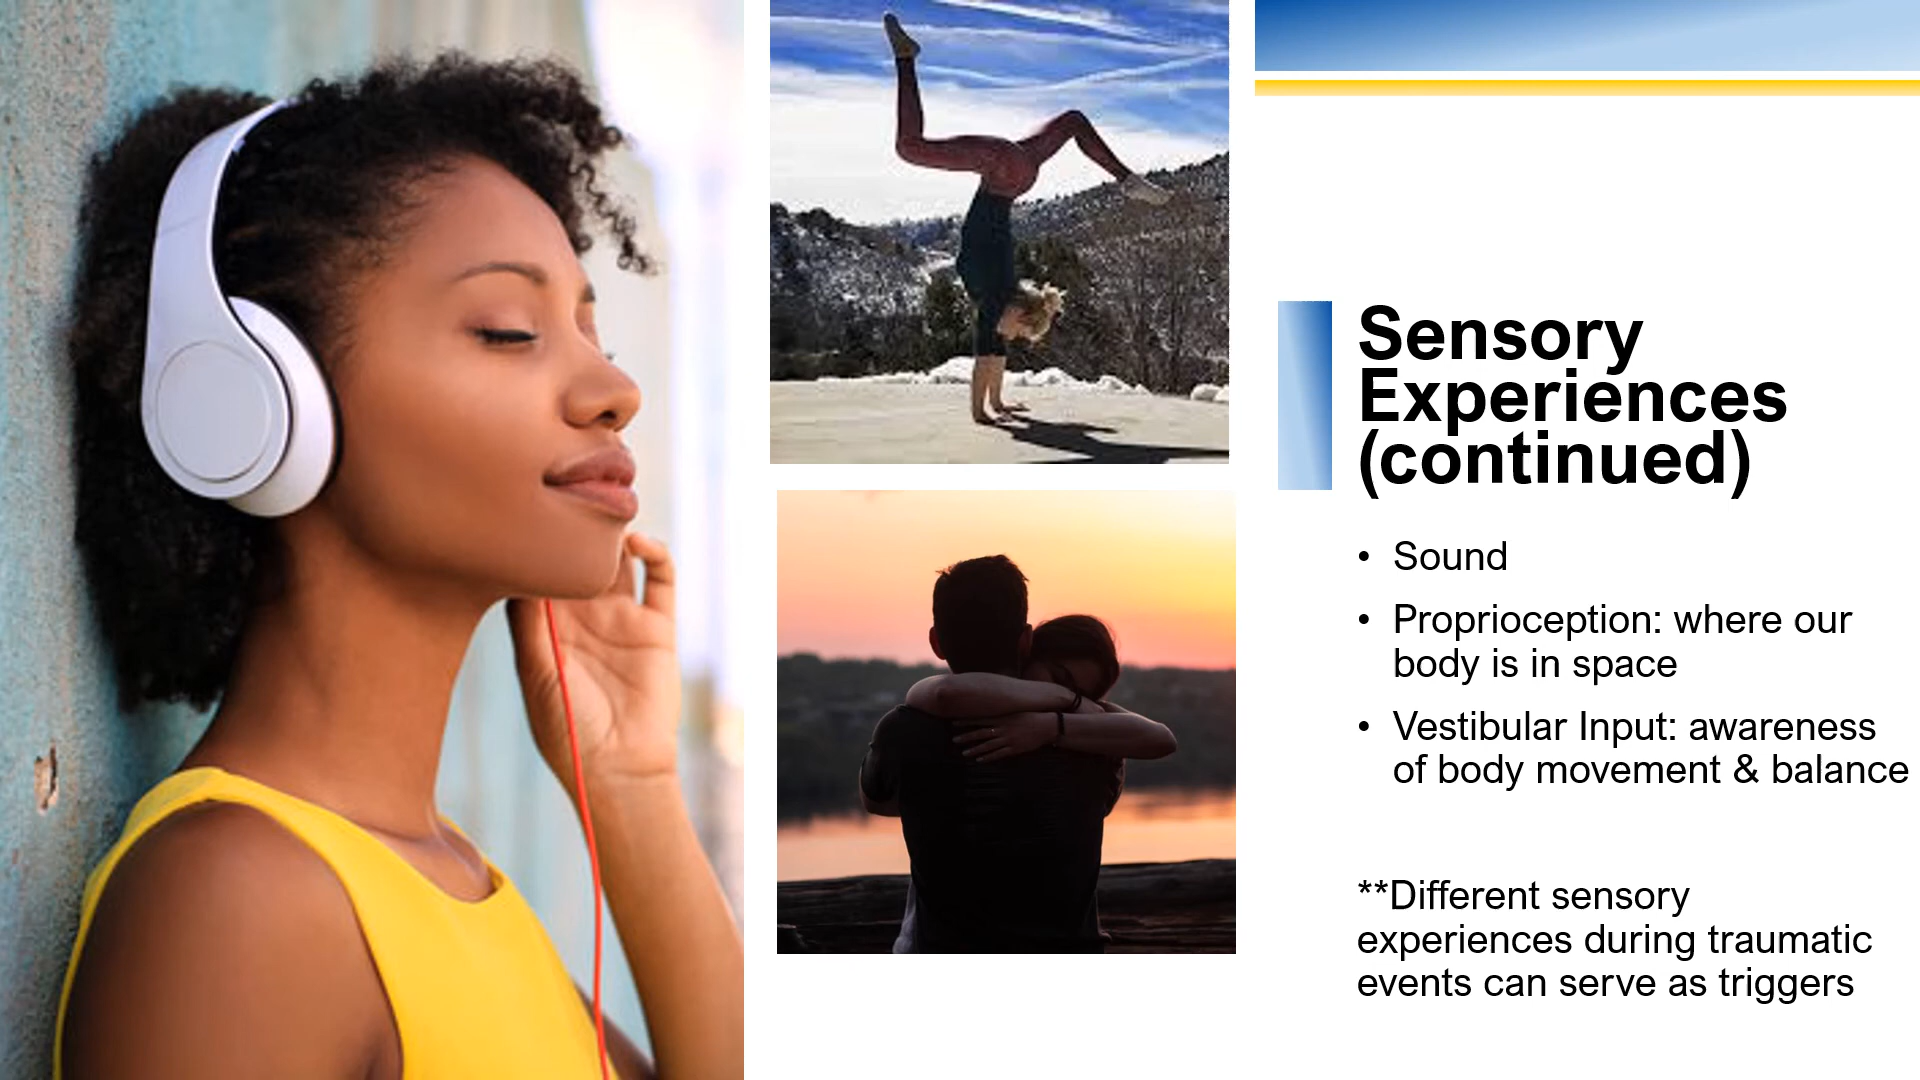 Sensory
Experiences
(continued)
• Sound
• Proprioception: where our
body is in space
• Vestibular Input: awareness
of body movement & balance
**Different sensory
experiences during traumatic
events can serve as triggers